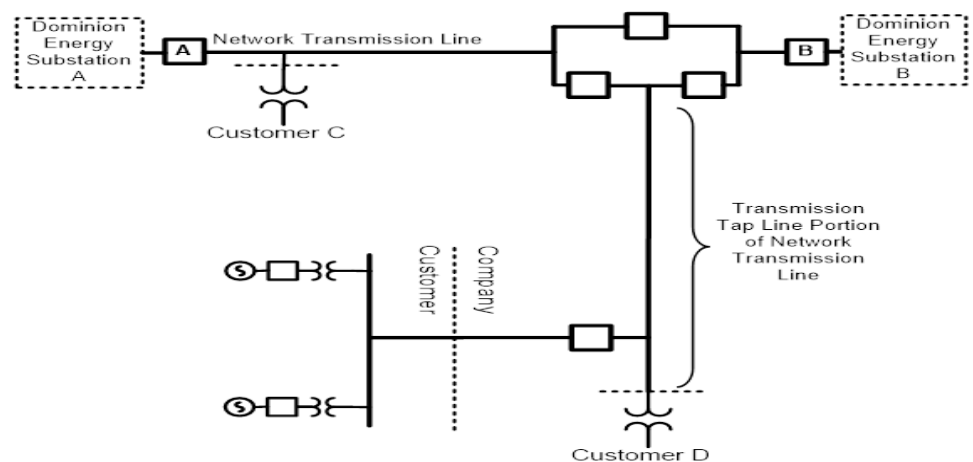 Dominion
Energy
Substation
A
A
Network Transmission Line
B
Dominion
Energy
Substation
B
Customer C
Transmission
Tap Line Portion
of Network
Transmission
Line
Customer
Company
S
S
Customer D